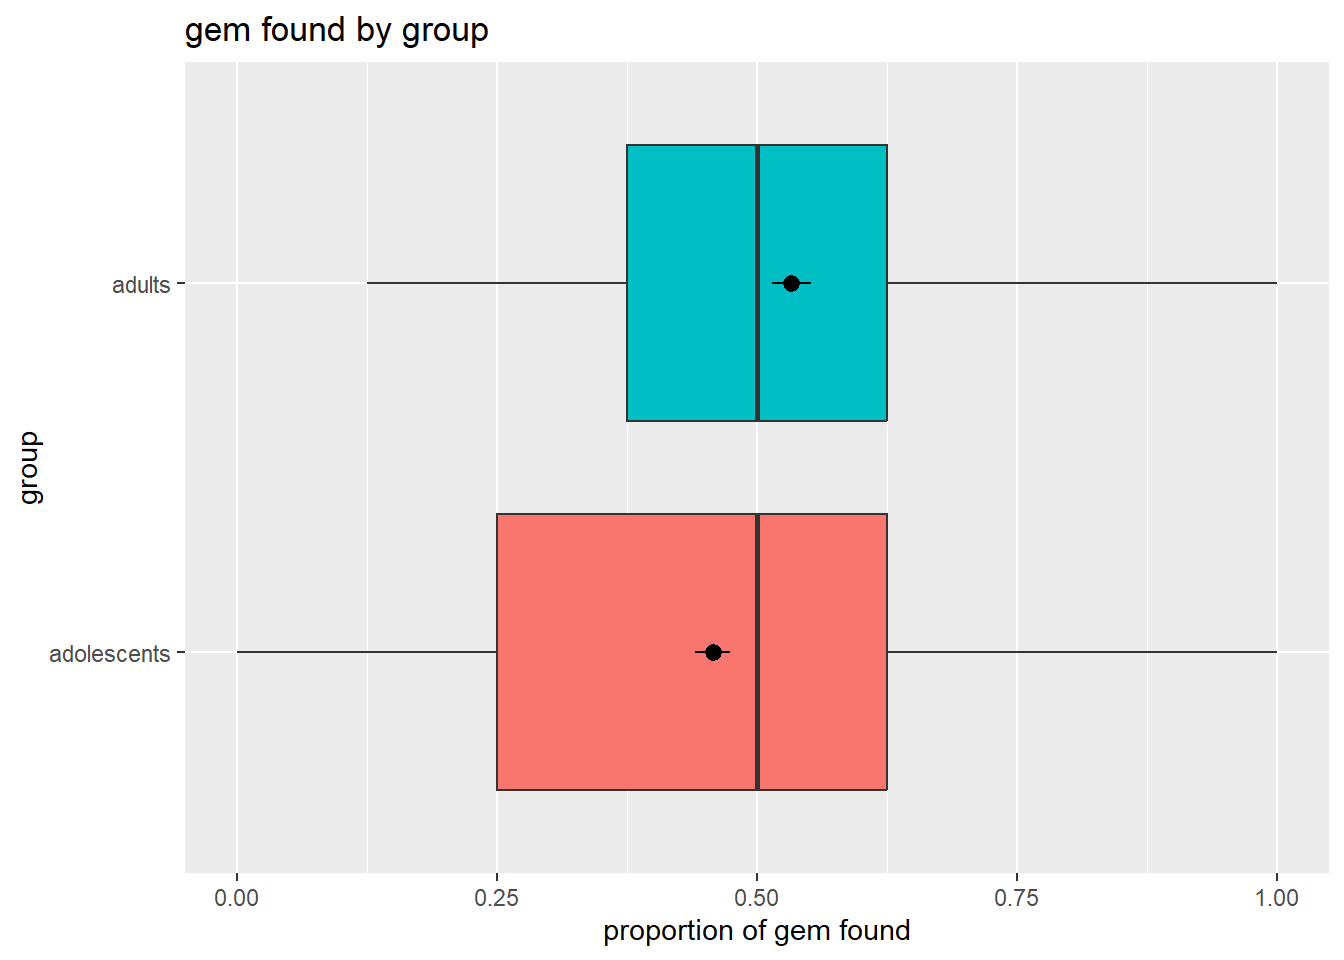 gem found by group
adults
group
adolescents
0.00 0.25 0.50 0.75 1.00
proportion of gem found